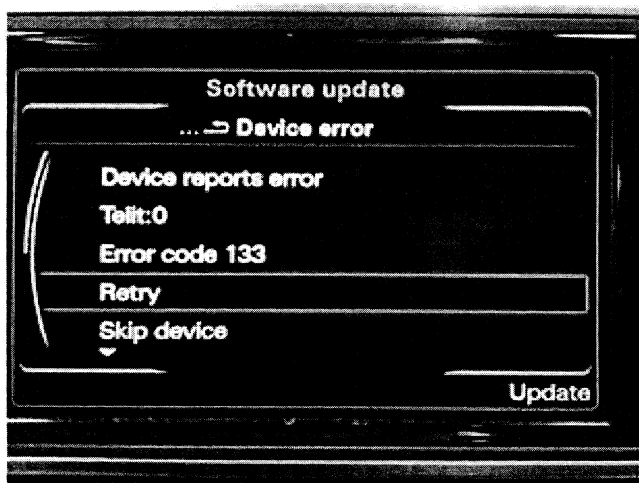 Software update
... Device error
Device reports error
Telit:0
Error code 133
Retry
Skip device
Update